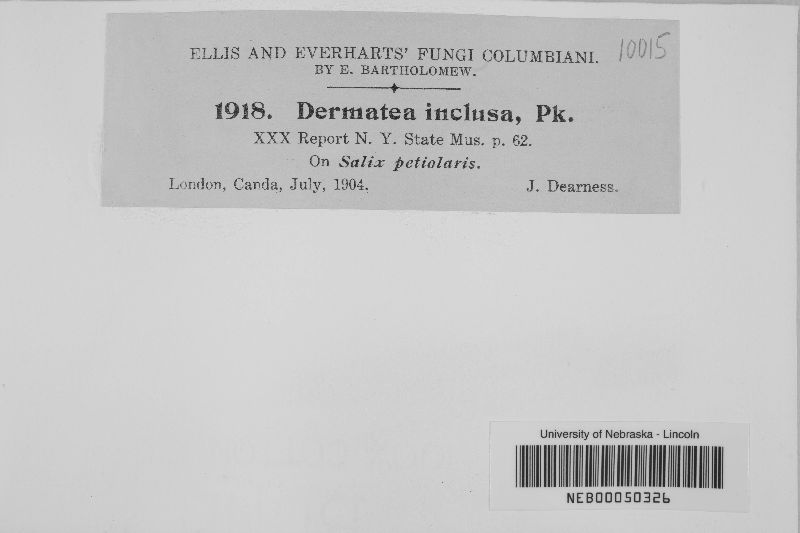 ELLIS AND EVERHARTS' FUNGI COLUMBIANI. 10015
BY E. BARTHOLOMEW.
1918. Dermatea inclusa, Pk.
XXX Report N. Y. State Mus. p. 62.
On Salix petiolaris.
London, Canda, July, 1904. J. Dearness.
University of Nebraska - Lincoln
NEB00050326